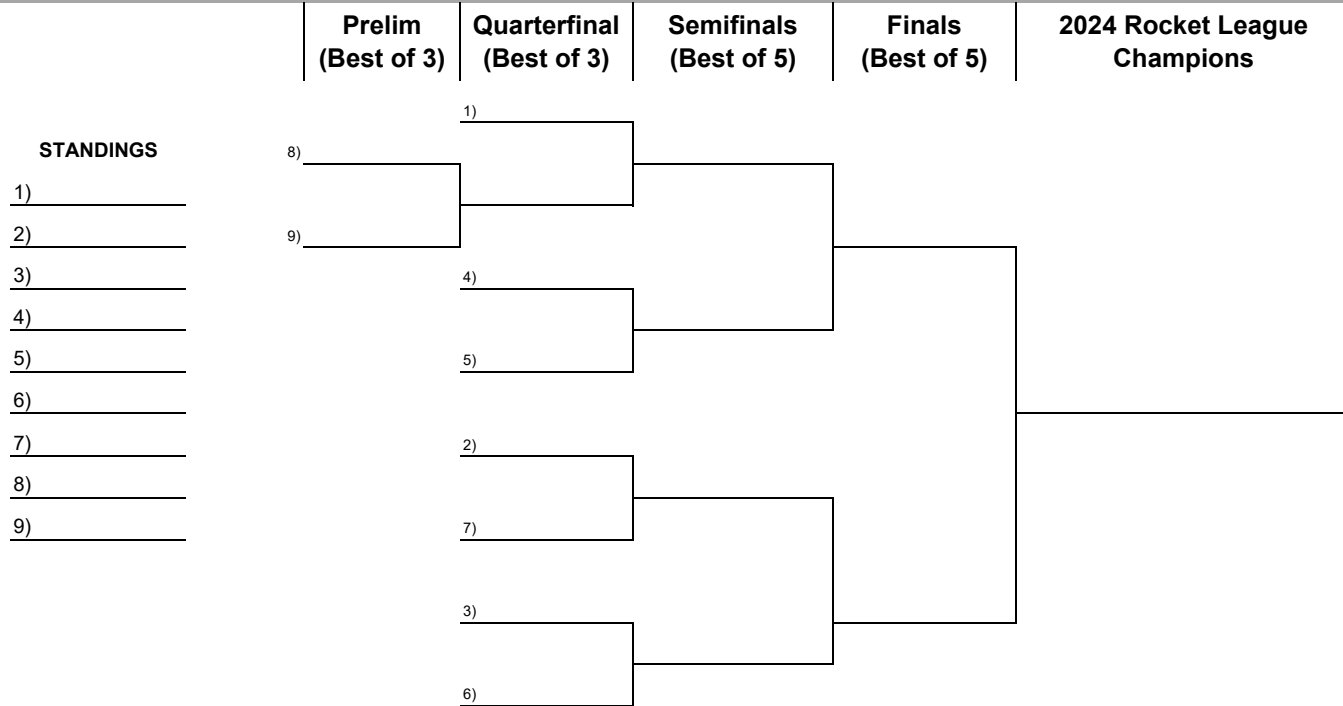 Prelim
(Best of 3)
Quarterfinal
(Best of 3)
Semifinals
(Best of 5)
Finals
(Best of 5)
2024 Rocket League
Champions
STANDINGS
1)
2)
3)
4)
5)
6)
7)
8)
9)
8)
9)
1)
4)
5)
2)
7)
3)
6)